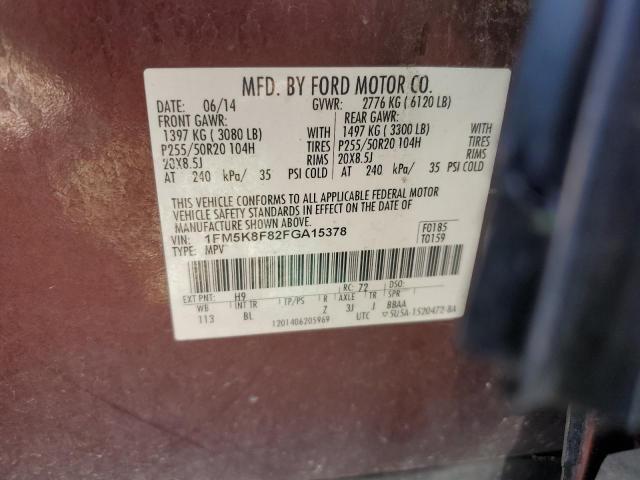 MFD. BY FORD MOTOR CO.
DATE: 06/14 GVWR: 2776 KG ( 6120 LB)
FRONT GAWR: REAR GAWR:
1397 KG ( 3080 LB) WITH 1497 KG ( 3300 LB) WITH
P255/50R20 104H TIRES P255/50R20 104H TIRES
20X8.5J RIMS 20X8.5J RIMS
AT 240 kPa/ 35 PSI COLD AT 240 kPa/ 35 PSI COLD
THIS VEHICLE CONFORMS TO ALL APPLICABLE FEDERAL MOTOR
VEHICLE SAFETY STANDARDS IN EFFECT ON THE DATE OF
MANUFACTURE SHOWN ABOVE.
VIN: 1FM5K8F82FGA15378 F0185
TYPE: MPV T0159
EXT PNT: H9 RC: 72 DSO:
WB INT TR TP/PS R AXLE TR BBAA
113 BL Z 3J J
1201406205969 UTC ▽5U5A-1520472-BA